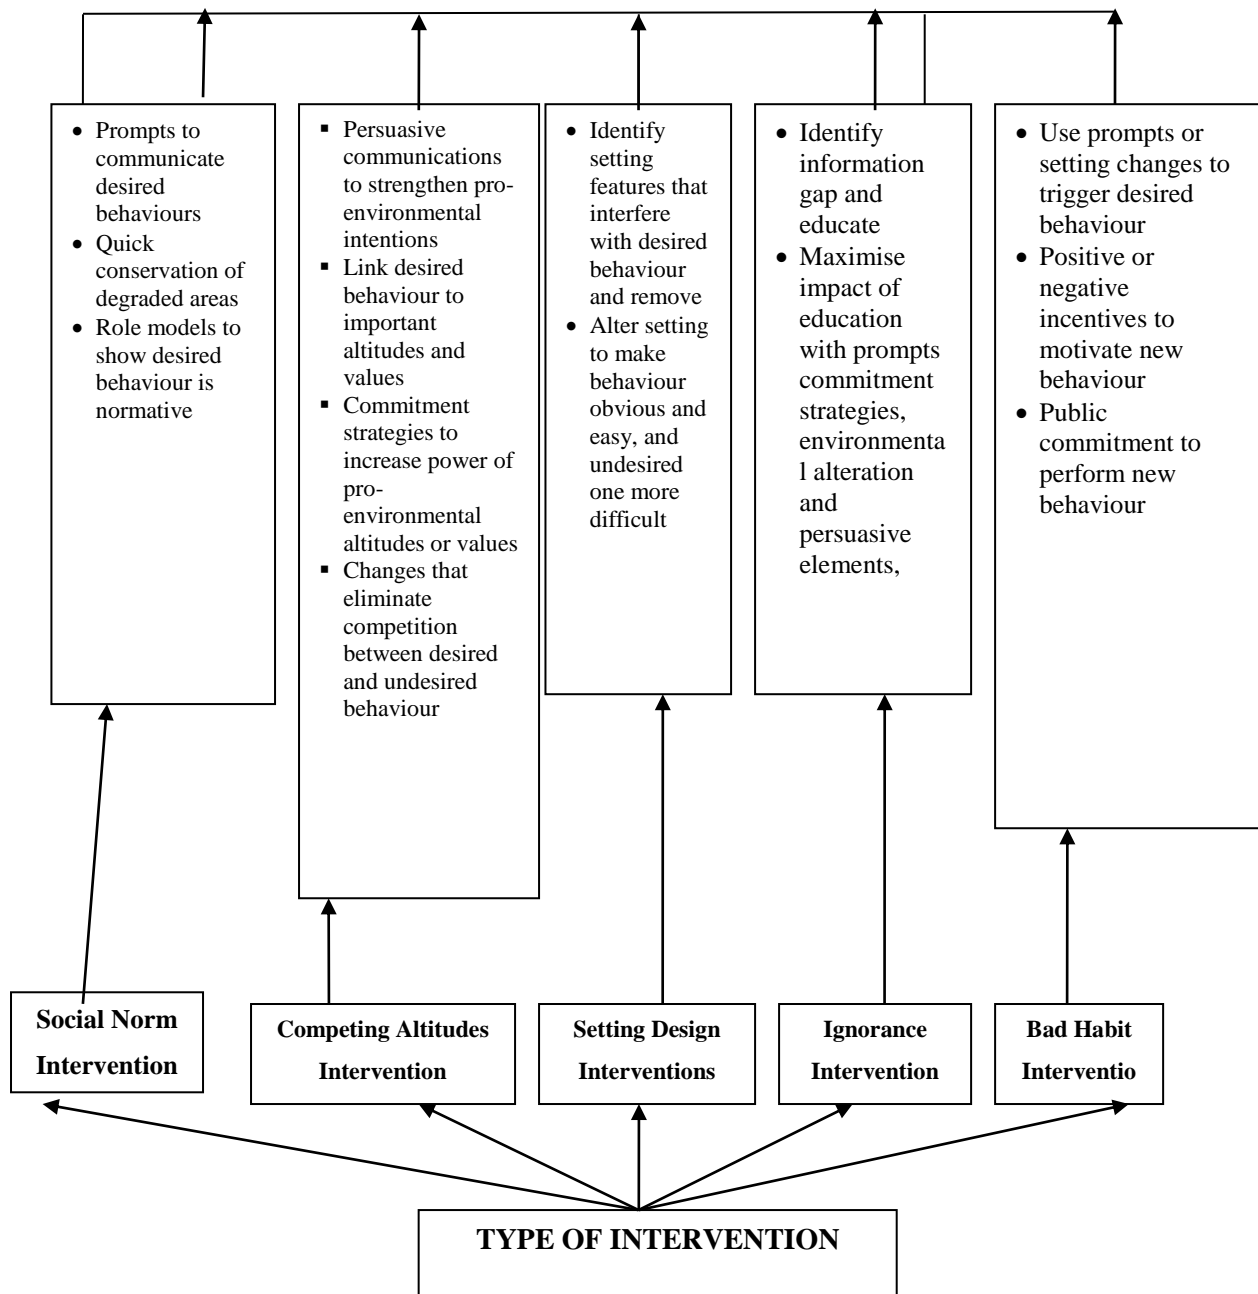 • Prompts to
communicate
desired
behaviours
• Quick
conservation of
degraded areas
• Role models to
show desired
behaviour is
normative
▪ Persuasive
communications
to strengthen pro-
environmental
intentions
▪ Link desired
behaviour to
important
altitudes and
values
▪ Commitment
strategies to
increase power of
pro-
environmental
altitudes or values
▪ Changes that
eliminate
competition
between desired
and undesired
behaviour
• Identify
setting
features that
interfere
with desired
behaviour
and remove
• Alter setting
to make
behaviour
obvious and
easy, and
undesired
one more
difficult
• Identify
information
gap and
educate
• Maximise
impact of
education
with prompts
commitment
strategies,
environmenta
l alteration
and
persuasive
elements,
• Use prompts or
setting changes to
trigger desired
behaviour
• Positive or
negative
incentives to
motivate new
behaviour
• Public
commitment to
perform new
behaviour
Social Norm
Intervention
Competing Altitudes
Intervention
Setting Design
Interventions
Ignorance
Intervention
Bad Habit
Interventio
TYPE OF INTERVENTION